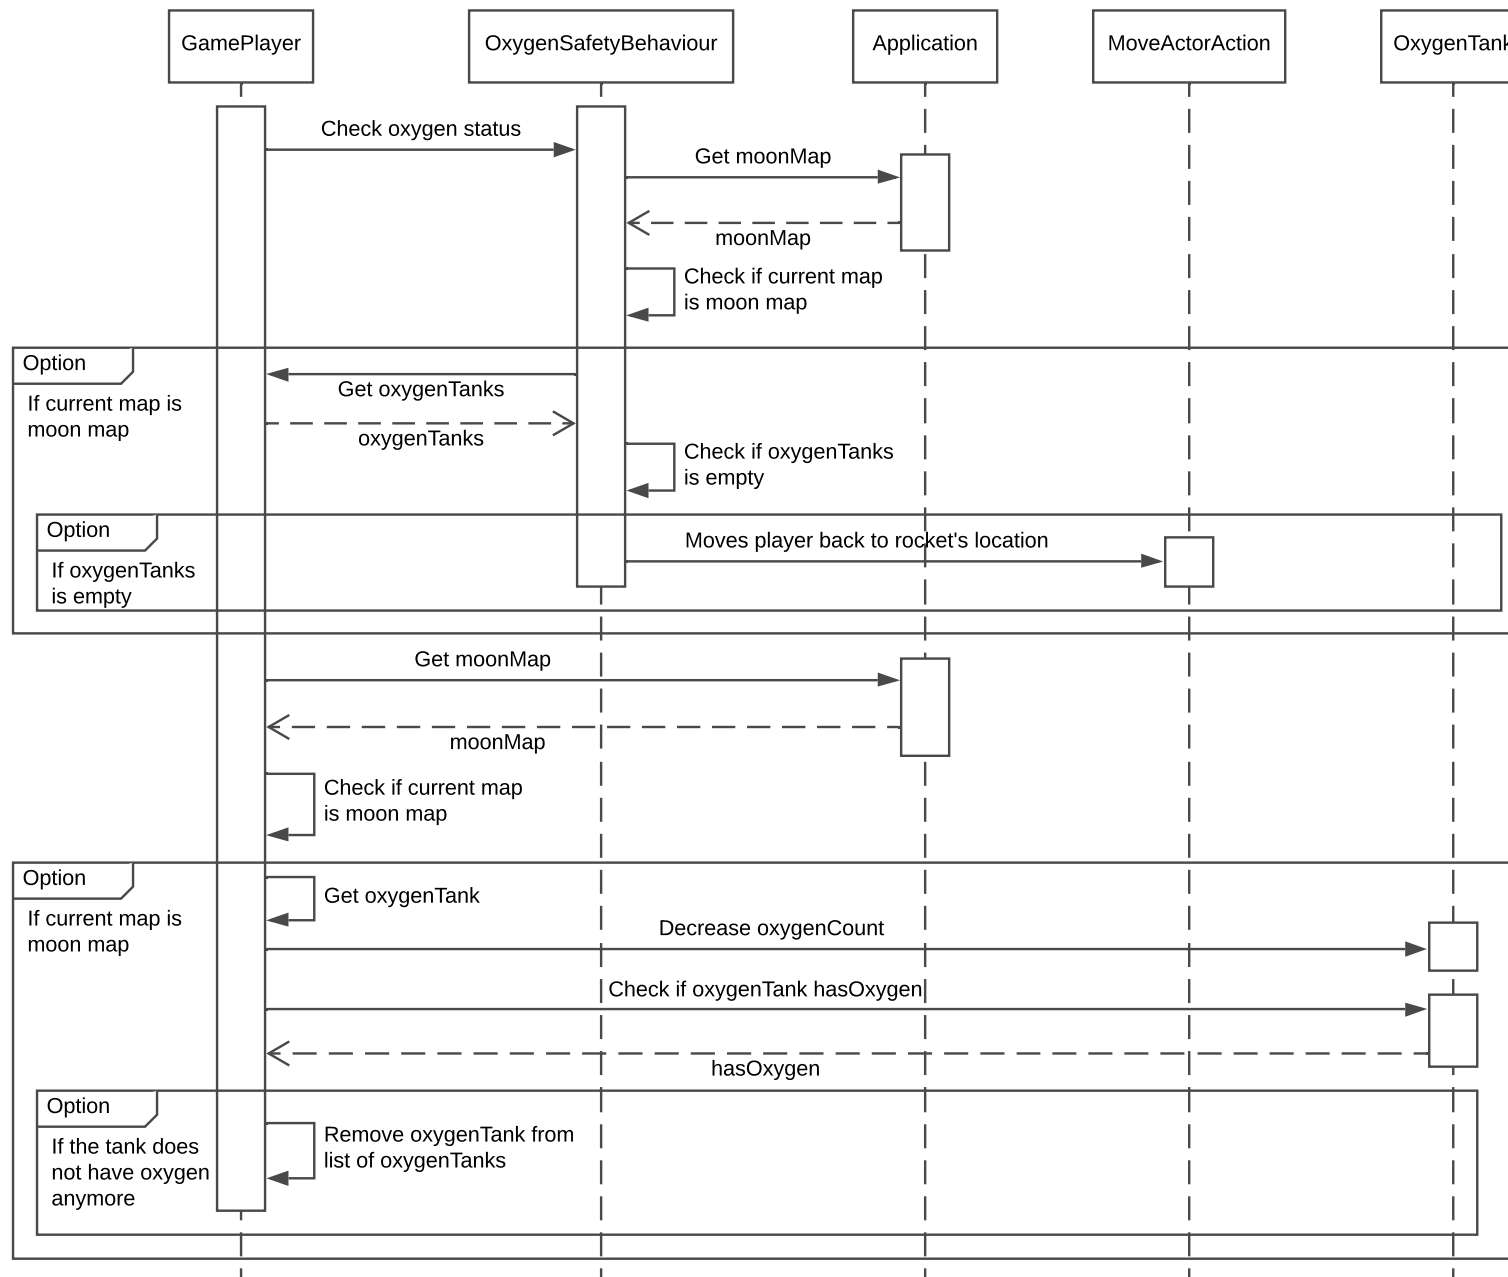 GamePlayer
OxygenSafetyBehaviour
Application
MoveActorAction
OxygenTank
Check oxygen status
Get moonMap
moonMap
Check if current map
is moon map
Option
If current map is
moon map
Get oxygenTanks
oxygenTanks
Check if oxygenTanks
is empty
Option
If oxygenTanks
is empty
Moves player back to rocket's location
Get moonMap
moonMap
Check if current map
is moon map
Option
If current map is
moon map
Get oxygenTank
Decrease oxygenCount
Check if oxygenTank hasOxygen
hasOxygen
Option
If the tank does
not have oxygen
anymore
Remove oxygenTank from
list of oxygenTanks